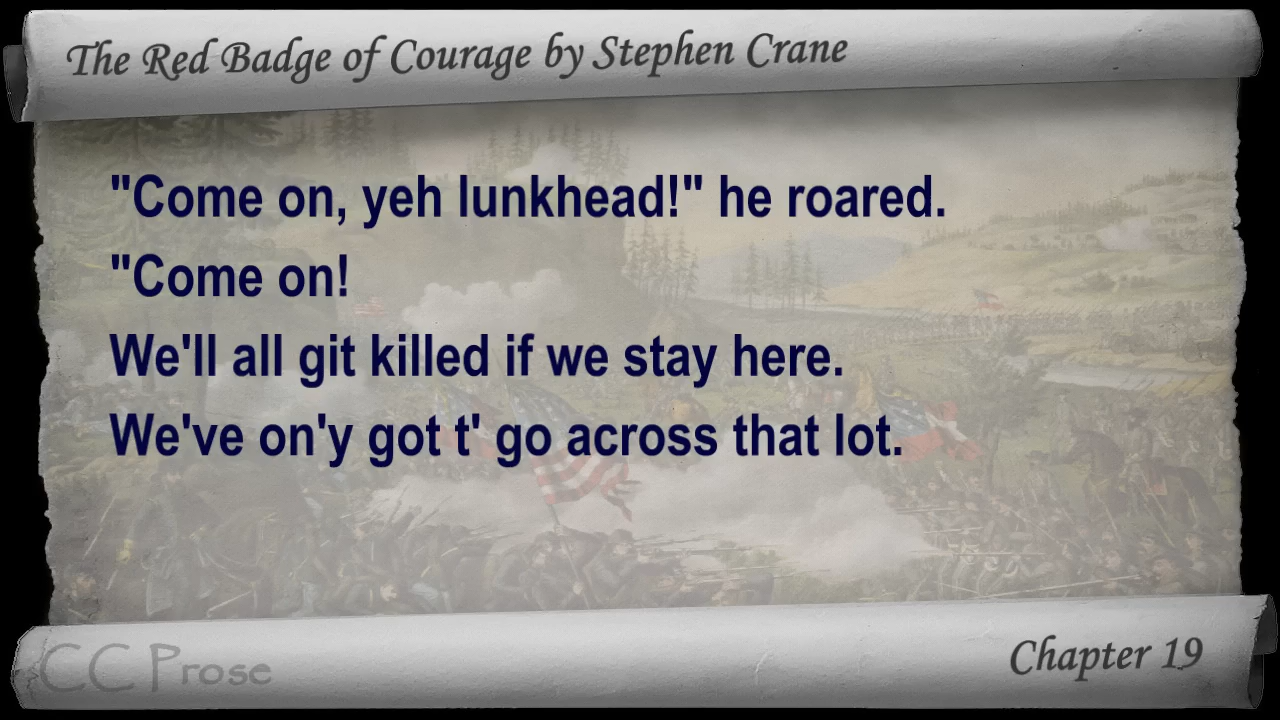 The Red Badge of Courage by Stephen Crane
"Come on, yeh lunkhead!" he roared.
"Come on!
We'll all git killed if we stay here.
We've on'y got t' go across that lot.
CC Prose
Chapter 19